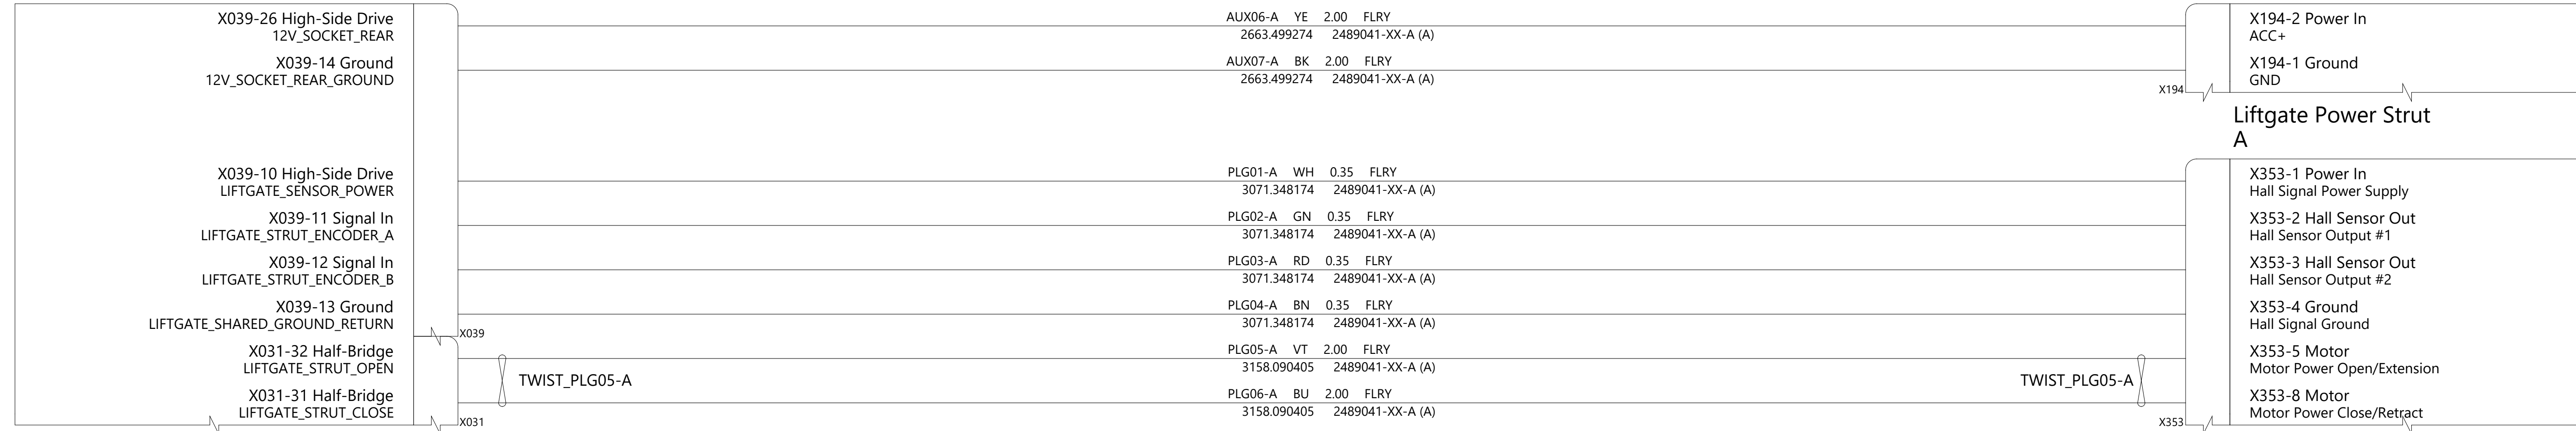 X039-26 High-Side Drive
12V_SOCKET_REAR
AUX06-A YE 2.00 FLRY
2663.499274 2489041-XX-A (A)
X194-2 Power In
ACC+
X039-14 Ground
12V_SOCKET_REAR_GROUND
AUX07-A BK 2.00 FLRY
2663.499274 2489041-XX-A (A)
X194-1 Ground
GND
X194
Liftgate Power Strut
A
X039-10 High-Side Drive
LIFTGATE_SENSOR_POWER
PLG01-A WH 0.35 FLRY
3071.348174 2489041-XX-A (A)
X353-1 Power In
Hall Signal Power Supply
X039-11 Signal In
LIFTGATE_STRUT_ENCODER_A
PLG02-A GN 0.35 FLRY
3071.348174 2489041-XX-A (A)
X353-2 Hall Sensor Out
Hall Sensor Output #1
X039-12 Signal In
LIFTGATE_STRUT_ENCODER_B
PLG03-A RD 0.35 FLRY
3071.348174 2489041-XX-A (A)
X353-3 Hall Sensor Out
Hall Sensor Output #2
X039-13 Ground
LIFTGATE_SHARED_GROUND_RETURN
X039
PLG04-A BN 0.35 FLRY
3071.348174 2489041-XX-A (A)
X353-4 Ground
Hall Signal Ground
X031-32 Half-Bridge
LIFTGATE_STRUT_OPEN
PLG05-A VT 2.00 FLRY
3158.090405 2489041-XX-A (A)
X353-5 Motor
Motor Power Open/Extension
TWIST_PLG05-A
TWIST_PLG05-A
X031-31 Half-Bridge
LIFTGATE_STRUT_CLOSE
X031
PLG06-A BU 2.00 FLRY
3158.090405 2489041-XX-A (A)
X353-8 Motor
Motor Power Close/Retract
X353